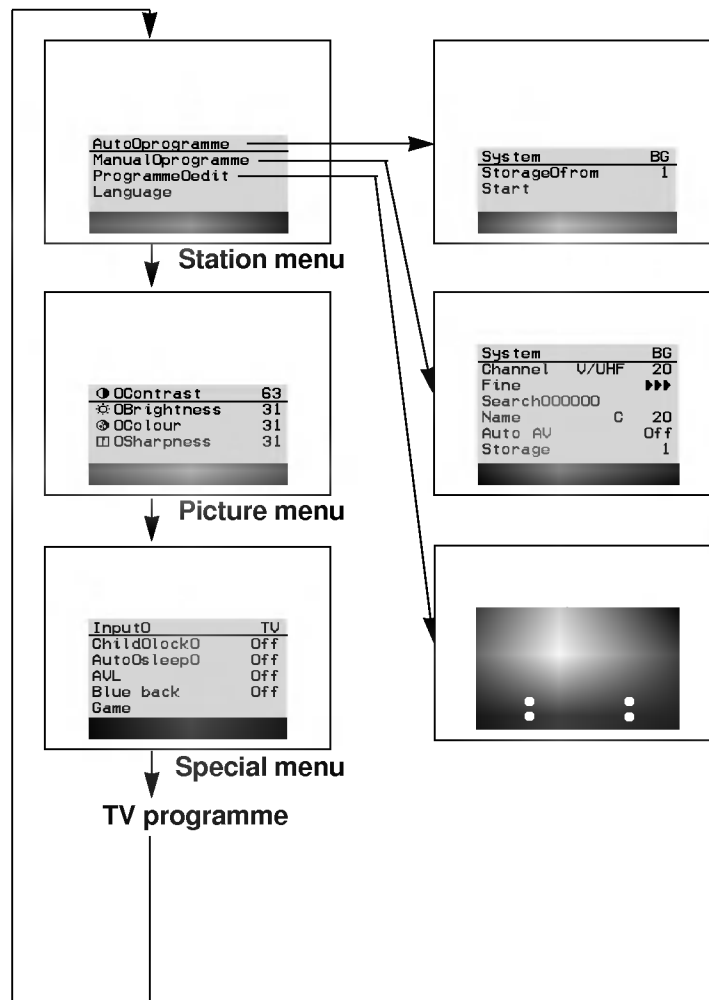 AutoOprogramme
ManualOprogramme
ProgrammeOedit
Language
Station menu
System BG
StorageOfrom 1
Start
OContrast 63
OBrightness 31
OColour 31
OSharpness 31
Picture menu
System BG
Channel V/UHF 20
Fine
SearchOOOOOO
Name C 20
Auto AV Off
Storage 1
InputO TV
ChildOlockO Off
AutoOsleepO Off
AVL Off
Blue back Off
Game
Special menu
TV programme